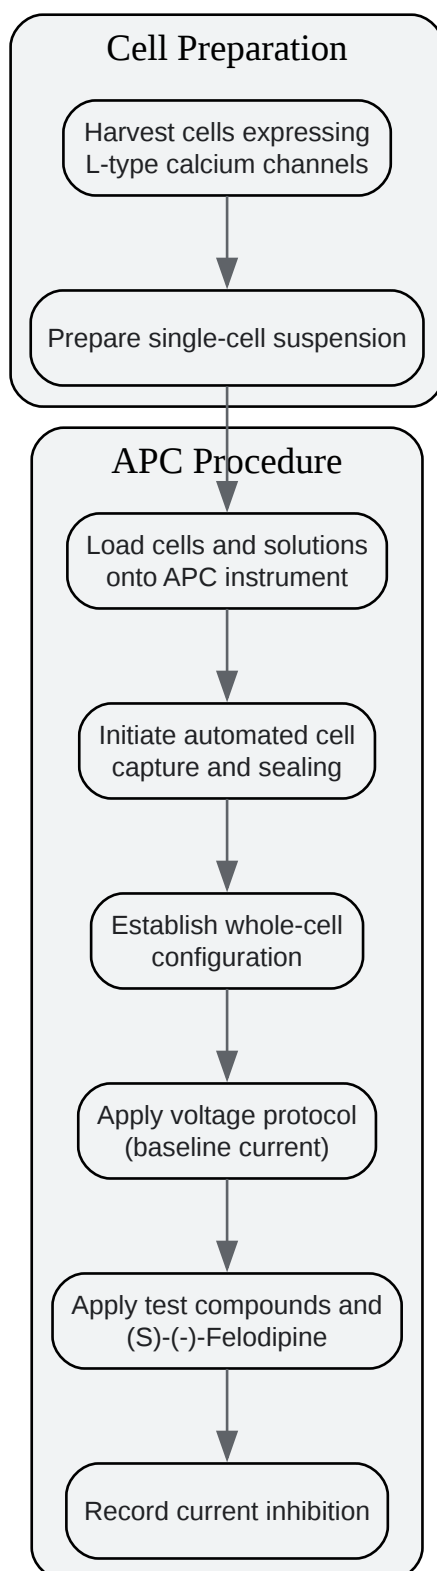 Cell Preparation
Harvest cells expressing
L-type calcium channels
Prepare single-cell suspension
APC Procedure
Load cells and solutions
onto APC instrument
Initiate automated cell
capture and sealing
Establish whole-cell
configuration
Apply voltage protocol
(baseline current)
Apply test compounds and
(S)-(-)-Felodipine
Record current inhibition